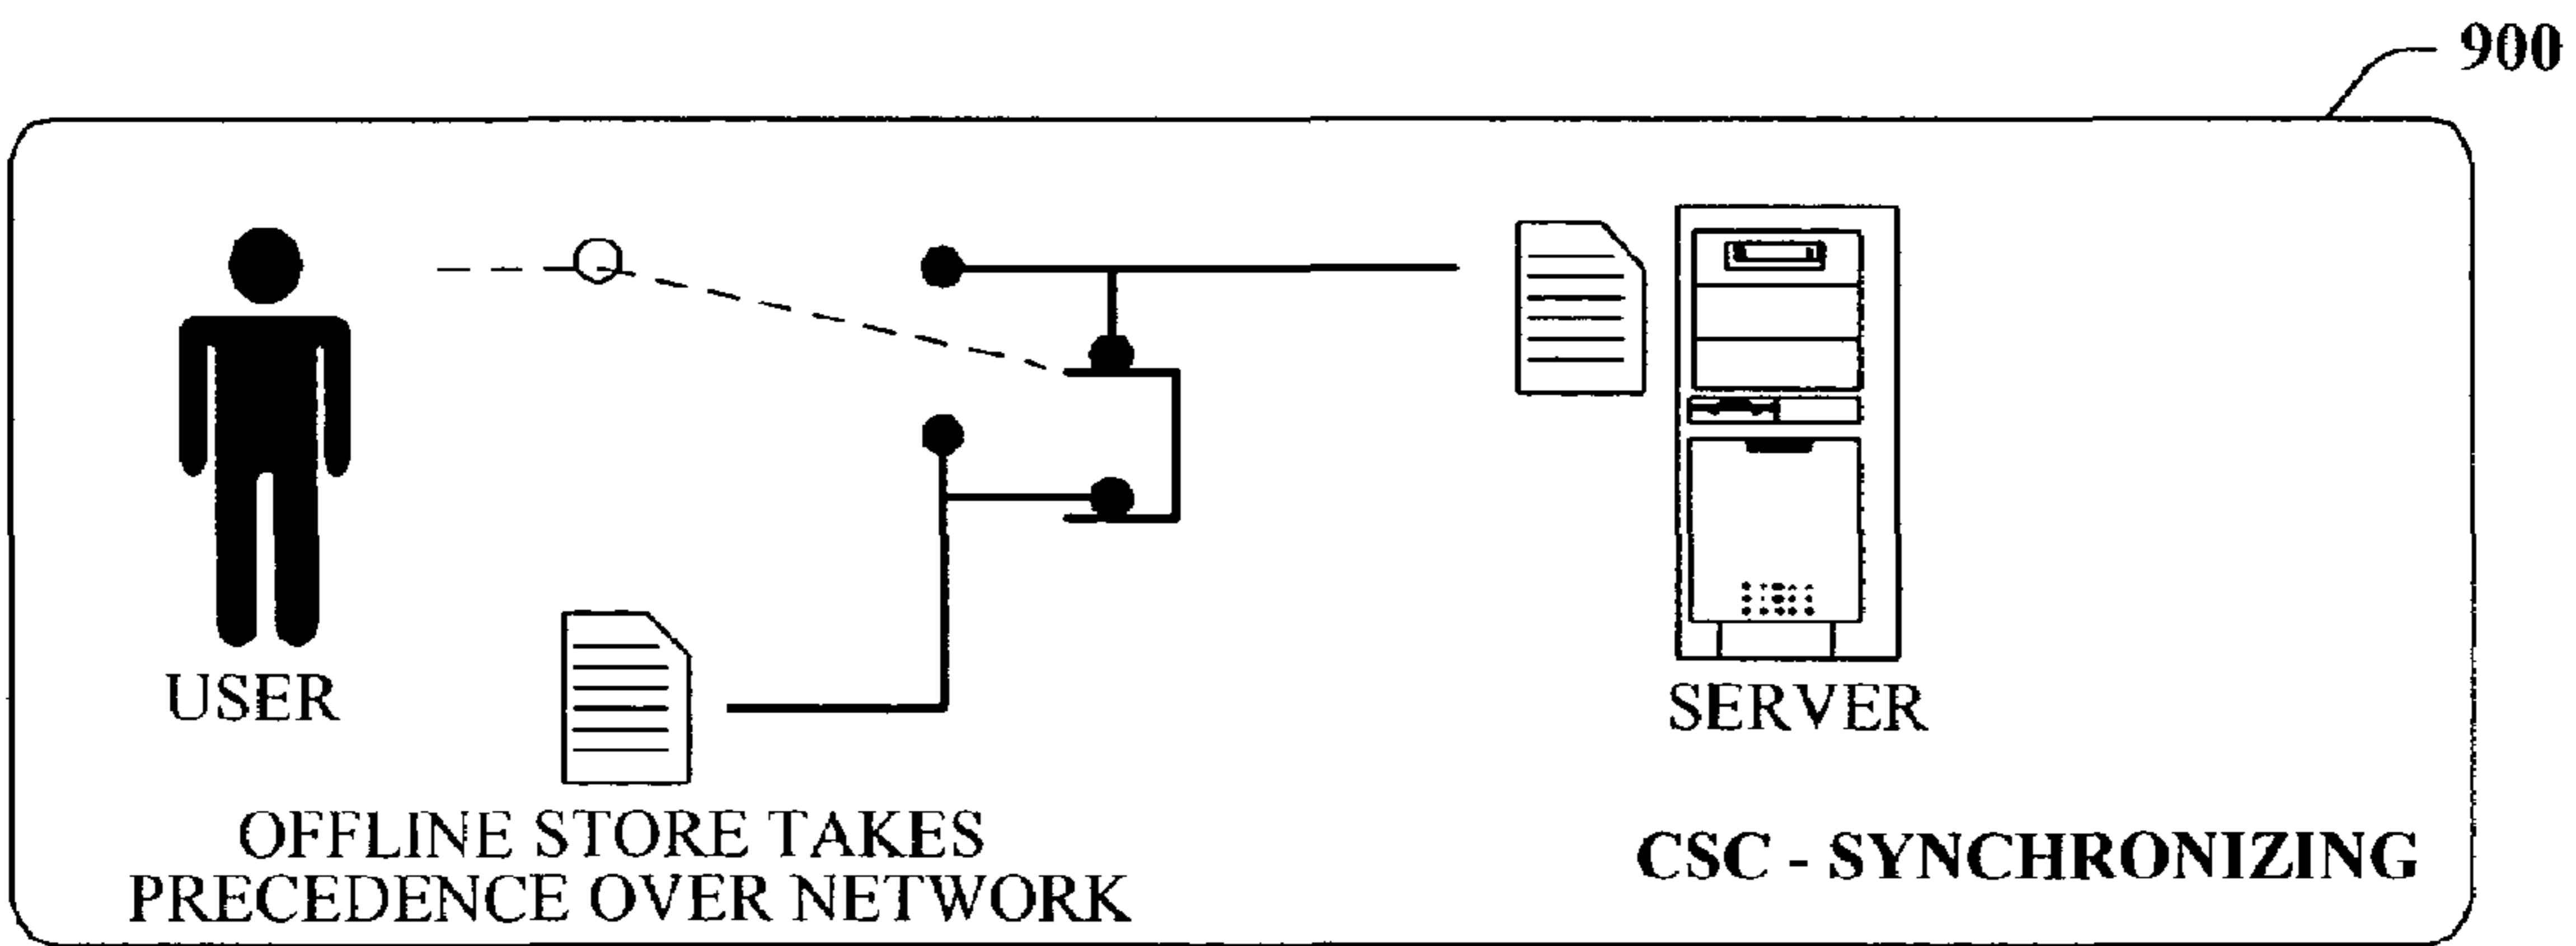 900
USER
SERVER
OFFLINE STORE TAKES
PRECEDENCE OVER NETWORK
CSC - SYNCHRONIZING